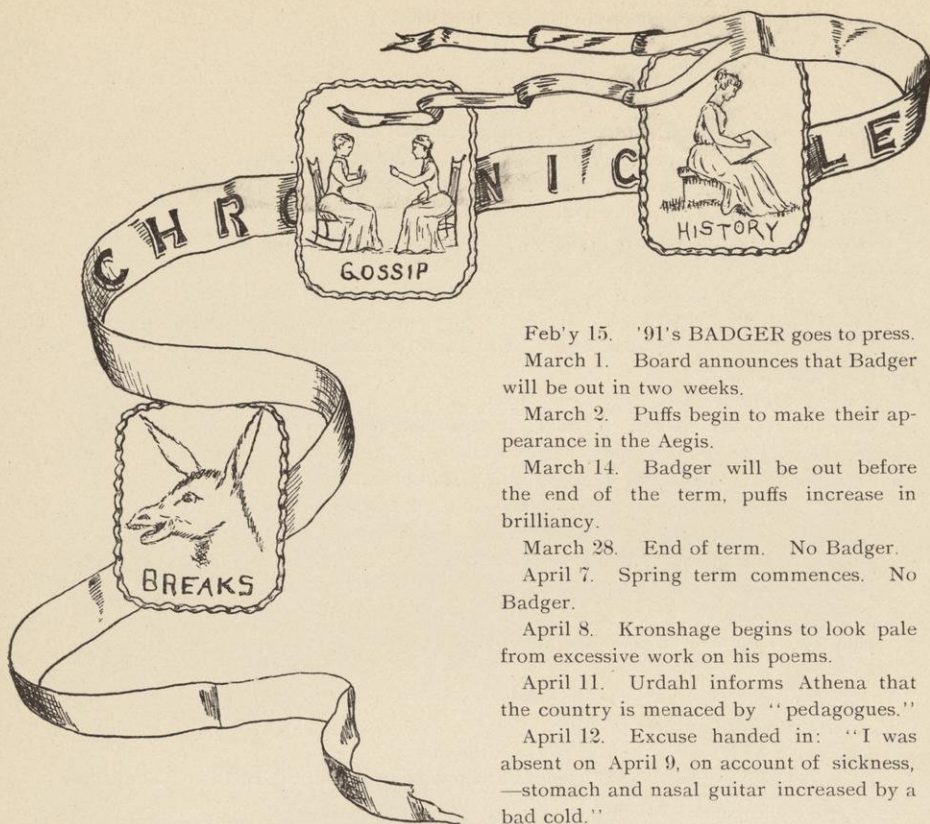 CHRONICLE
GOSSIP
HISTORY
BREAKS
Feb'y 15. '91's BADGER goes to press.
March 1. Board announces that Badger
will be out in two weeks.
March 2. Puffs begin to make their ap-
pearance in the Aegis.
March 14. Badger will be out before
the end of the term, puffs increase in
brilliancy.
March 28. End of term. No Badger.
April 7. Spring term commences. No
Badger.
April 8. Kronshage begins to look pale
from excessive work on his poems.
April 11. Urdahl informs Athena that
the country is menaced by "pedagogues."
April 12. Excuse handed in: "I was
absent on April 9, on account of sickness,
—stomach and nasal guitar increased by a
bad cold."